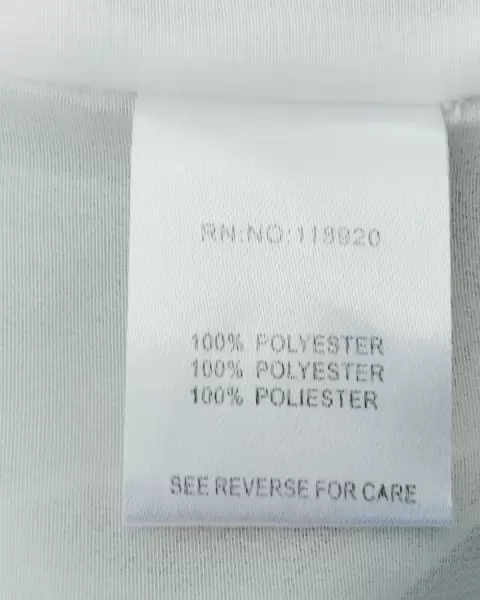 RN:NO:118920
100% POLYESTER
100% POLYESTER
100% POLIESTER
SEE REVERSE FOR CARE